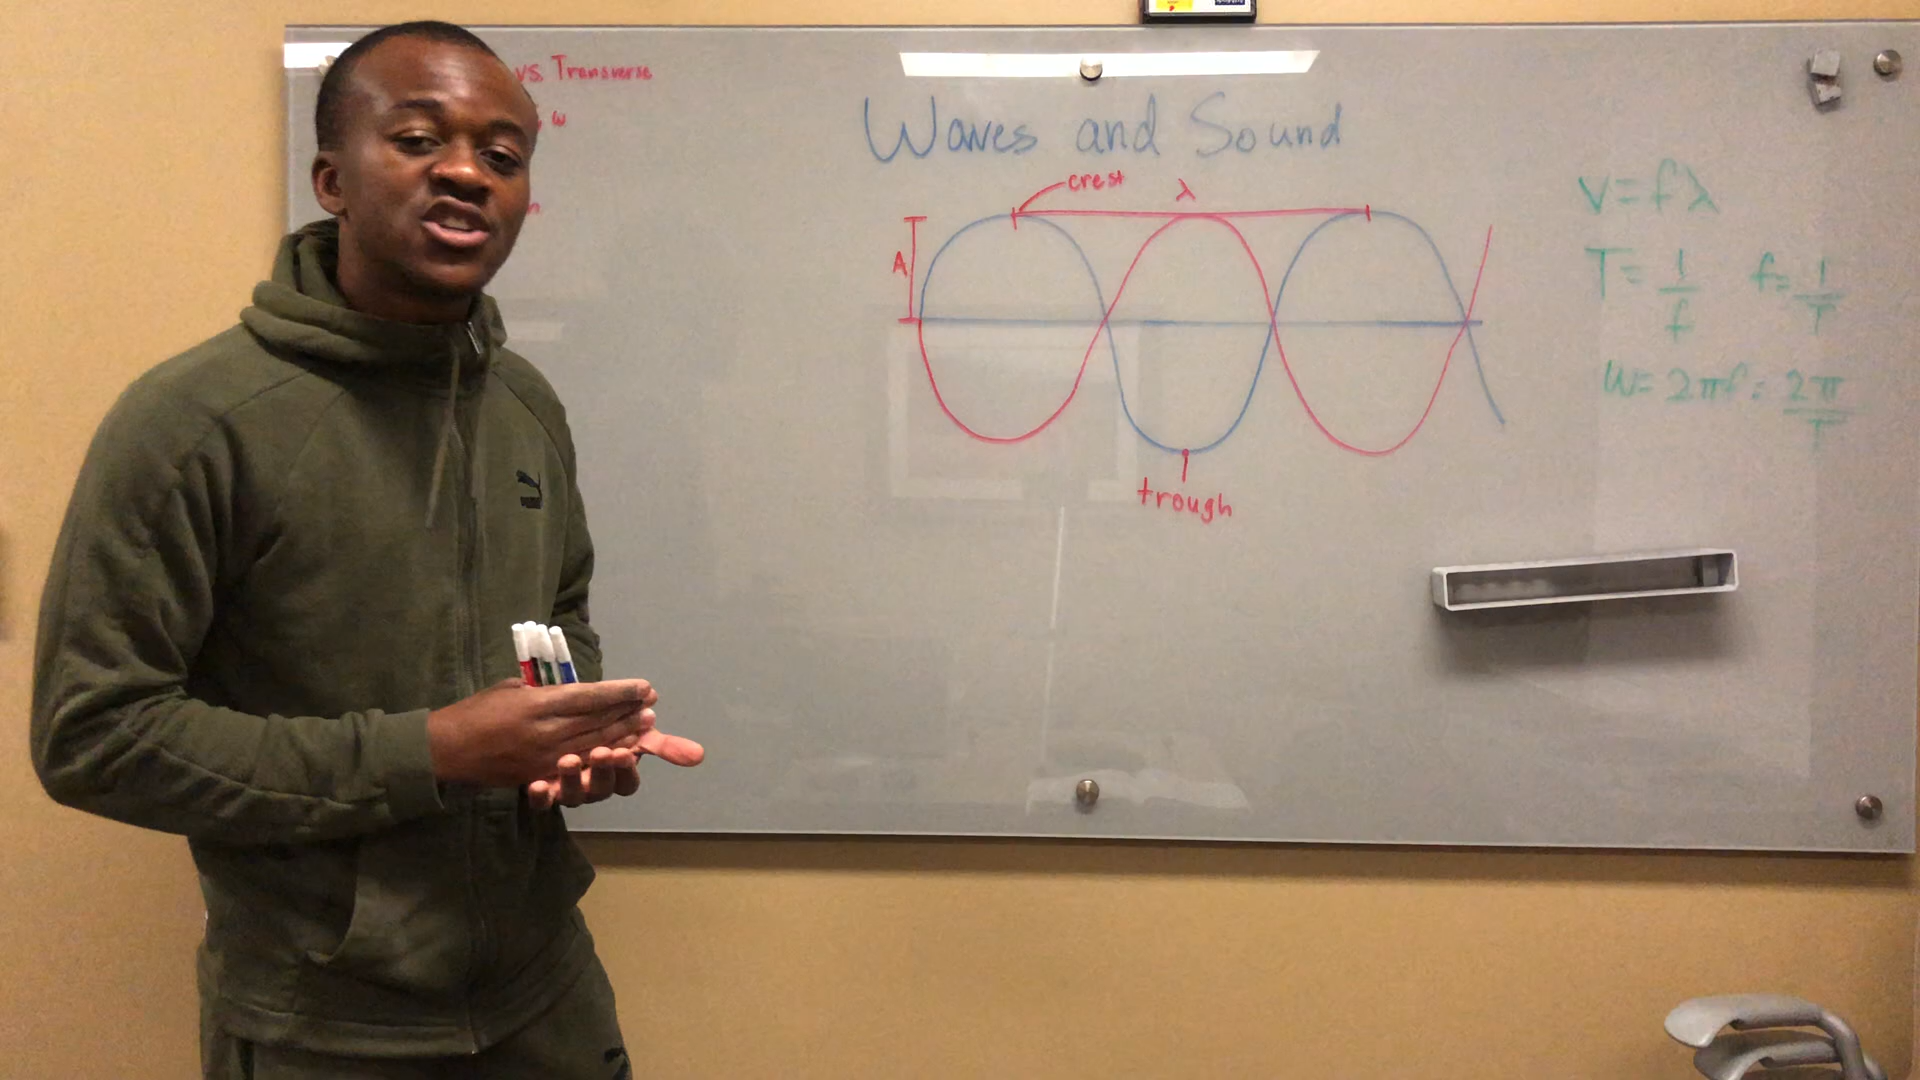 vs. Transverse
, ω
n
Waves and Sound
crest
λ
A
trough
V = fλ
T = 1/f f = 1/T
ω = 2πf = 2π/T